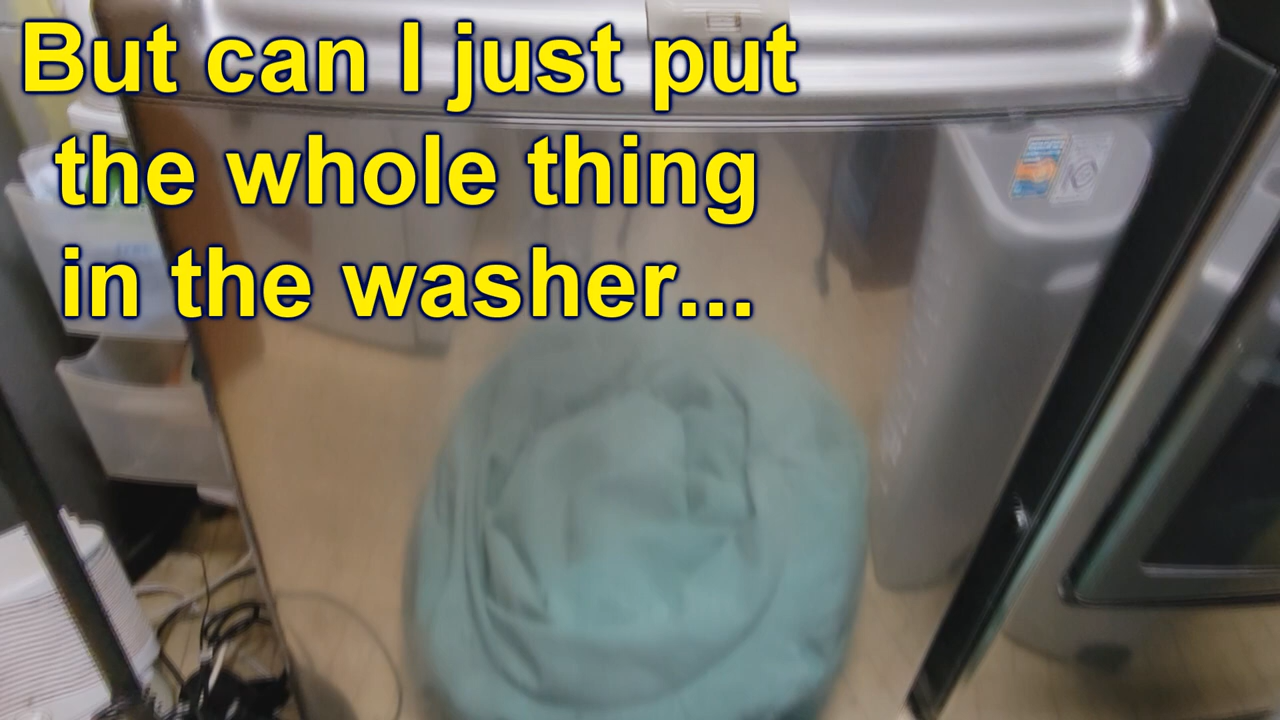 But can I just put
the whole thing
in the washer...